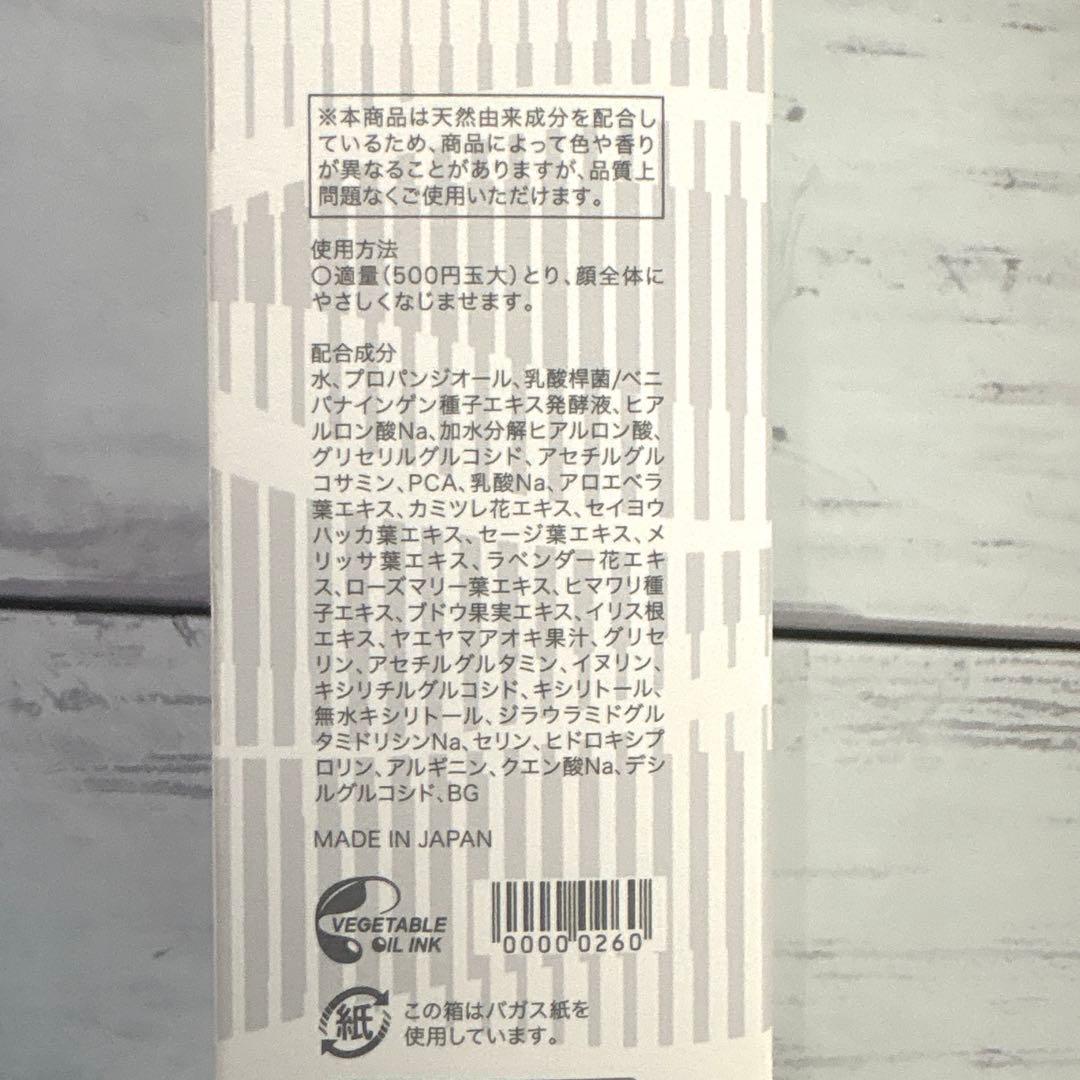 ※本商品は天然由来成分を配合し
ているため、商品によって色や香り
が異なることがありますが、品質上
問題なくご使用いただけます。
使用方法
〇適量(500円玉大)とり、顔全体に
やさしくなじませます。
配合成分
水、プロパンジオール、乳酸桿菌/ベニ
バナインゲン種子エキス発酵液、ヒア
ルロン酸Na、加水分解ヒアルロン酸、
グリセリルグルコシド、アセチルグル
コサミン、PCA、乳酸Na、アロエベラ
葉エキス、カミツレ花エキス、セイヨウ
ハッカ葉エキス、セージ葉エキス、メ
リッサ葉エキス、ラベンダー花エキ
ス、ローズマリー葉エキス、ヒマワリ種
子エキス、ブドウ果実エキス、イリス根
エキス、ヤエヤマアオキ果汁、グリセ
リン、アセチルグルタミン、イヌリン、
キシリチルグルコシド、キシリトール、
無水キシリトール、ジラウラミドグル
タミドリシンNa、セリン、ヒドロキシプ
ロリン、アルギニン、クエン酸Na、デシ
ルグルコシド、BG
MADE IN JAPAN
VEGETABLE
OIL INK
0000 0260
紙
この箱はバガス紙を
使用しています。